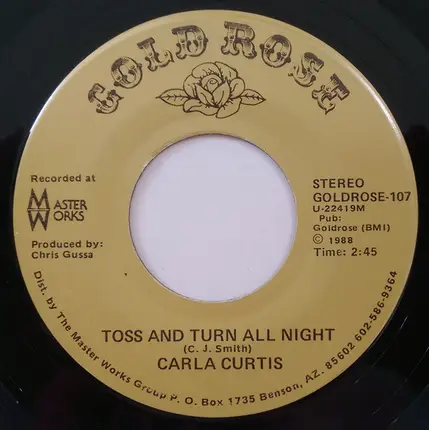 GOLD ROSE
Recorded at
MASTER
WORKS
Produced by:
Chris Gussa
STEREO
GOLDROSE-107
U-22419M
Pub:
Goldrose (BMI)
© 1988
Time: 2:45
TOSS AND TURN ALL NIGHT
(C. J. Smith)
CARLA CURTIS
Dist. by The Master Works Group P. O. Box 1735 Benson, AZ. 85602 602-586-9364